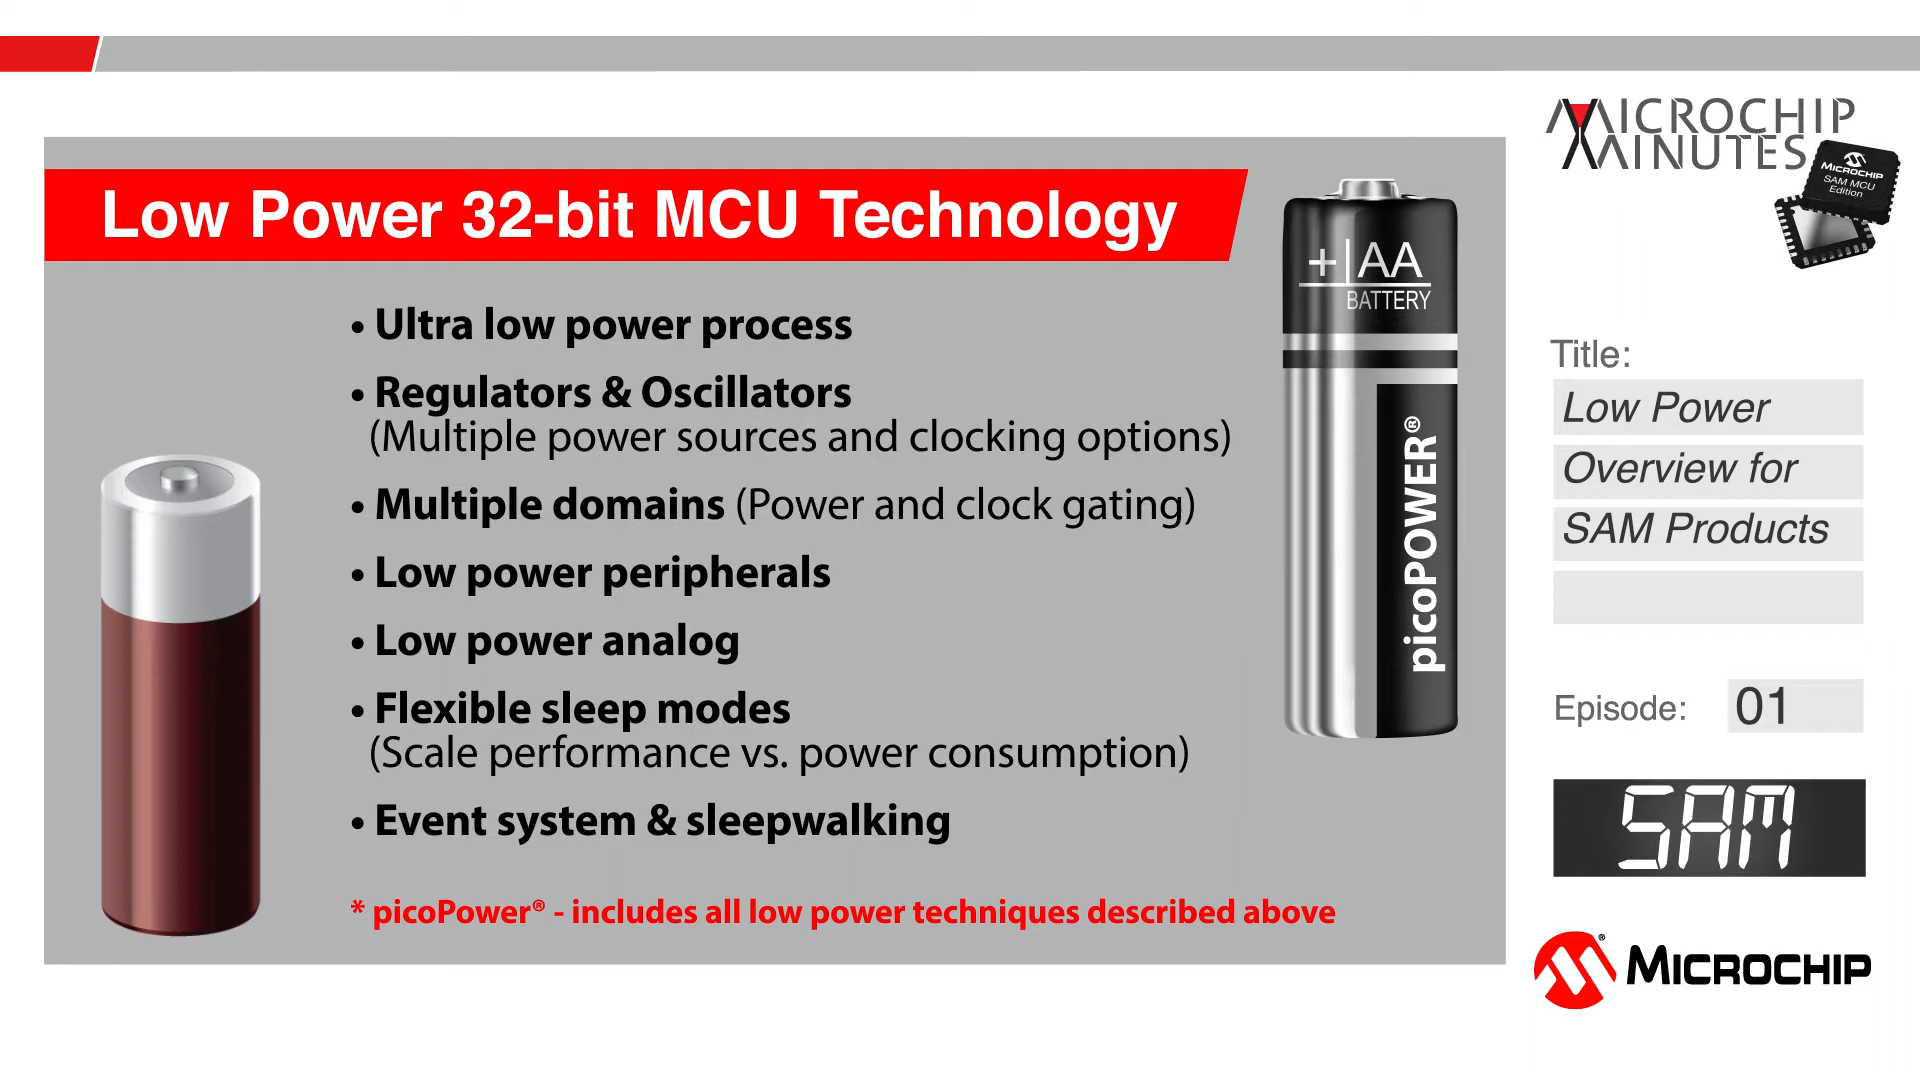 MICROCHIP
MINUTES
MICROCHIP
SAM MCU
Edition
Low Power 32-bit MCU Technology
• Ultra low power process
• Regulators & Oscillators
(Multiple power sources and clocking options)
• Multiple domains (Power and clock gating)
• Low power peripherals
• Low power analog
• Flexible sleep modes
(Scale performance vs. power consumption)
• Event system & sleepwalking
* picoPower® - includes all low power techniques described above
+ AA
BATTERY
picoPOWER®
Title:
Low Power
Overview for
SAM Products
Episode: 01
SAM
MICROCHIP